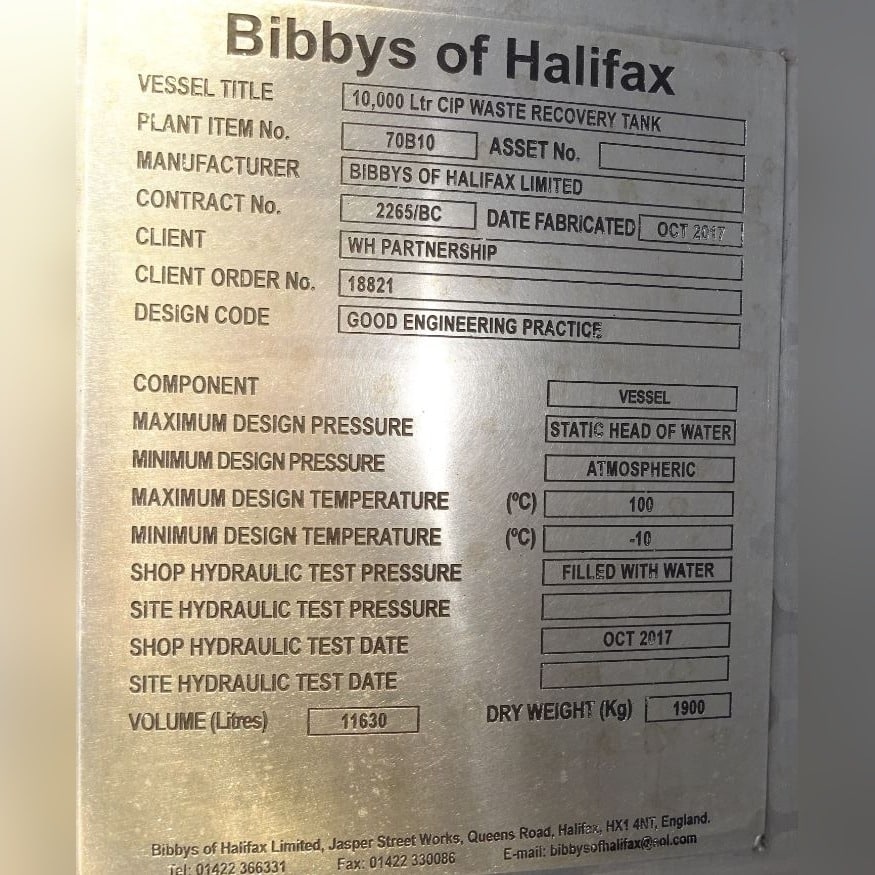 Bibbys of Halifax
VESSEL TITLE 10,000 Ltr CIP WASTE RECOVERY TANK
PLANT ITEM No. 70B10 ASSET No.
MANUFACTURER BIBBYS OF HALIFAX LIMITED
CONTRACT No. 2265/BC DATE FABRICATED OCT 2017
CLIENT WH PARTNERSHIP
CLIENT ORDER No. 18821
DESIGN CODE GOOD ENGINEERING PRACTICE
COMPONENT VESSEL
MAXIMUM DESIGN PRESSURE STATIC HEAD OF WATER
MINIMUM DESIGN PRESSURE ATMOSPHERIC
MAXIMUM DESIGN TEMPERATURE (ºC) 100
MINIMUM DESIGN TEMPERATURE (ºC) -10
SHOP HYDRAULIC TEST PRESSURE FILLED WITH WATER
SITE HYDRAULIC TEST PRESSURE
SHOP HYDRAULIC TEST DATE OCT 2017
SITE HYDRAULIC TEST DATE
VOLUME (Litres) 11630 DRY WEIGHT (Kg) 1900
Bibbys of Halifax Limited, Jasper Street Works, Queens Road, Halifax, HX1 4NT, England.
Tel: 01422 366331 Fax: 01422 330086 E-mail: bibbysofhalifax@aol.com